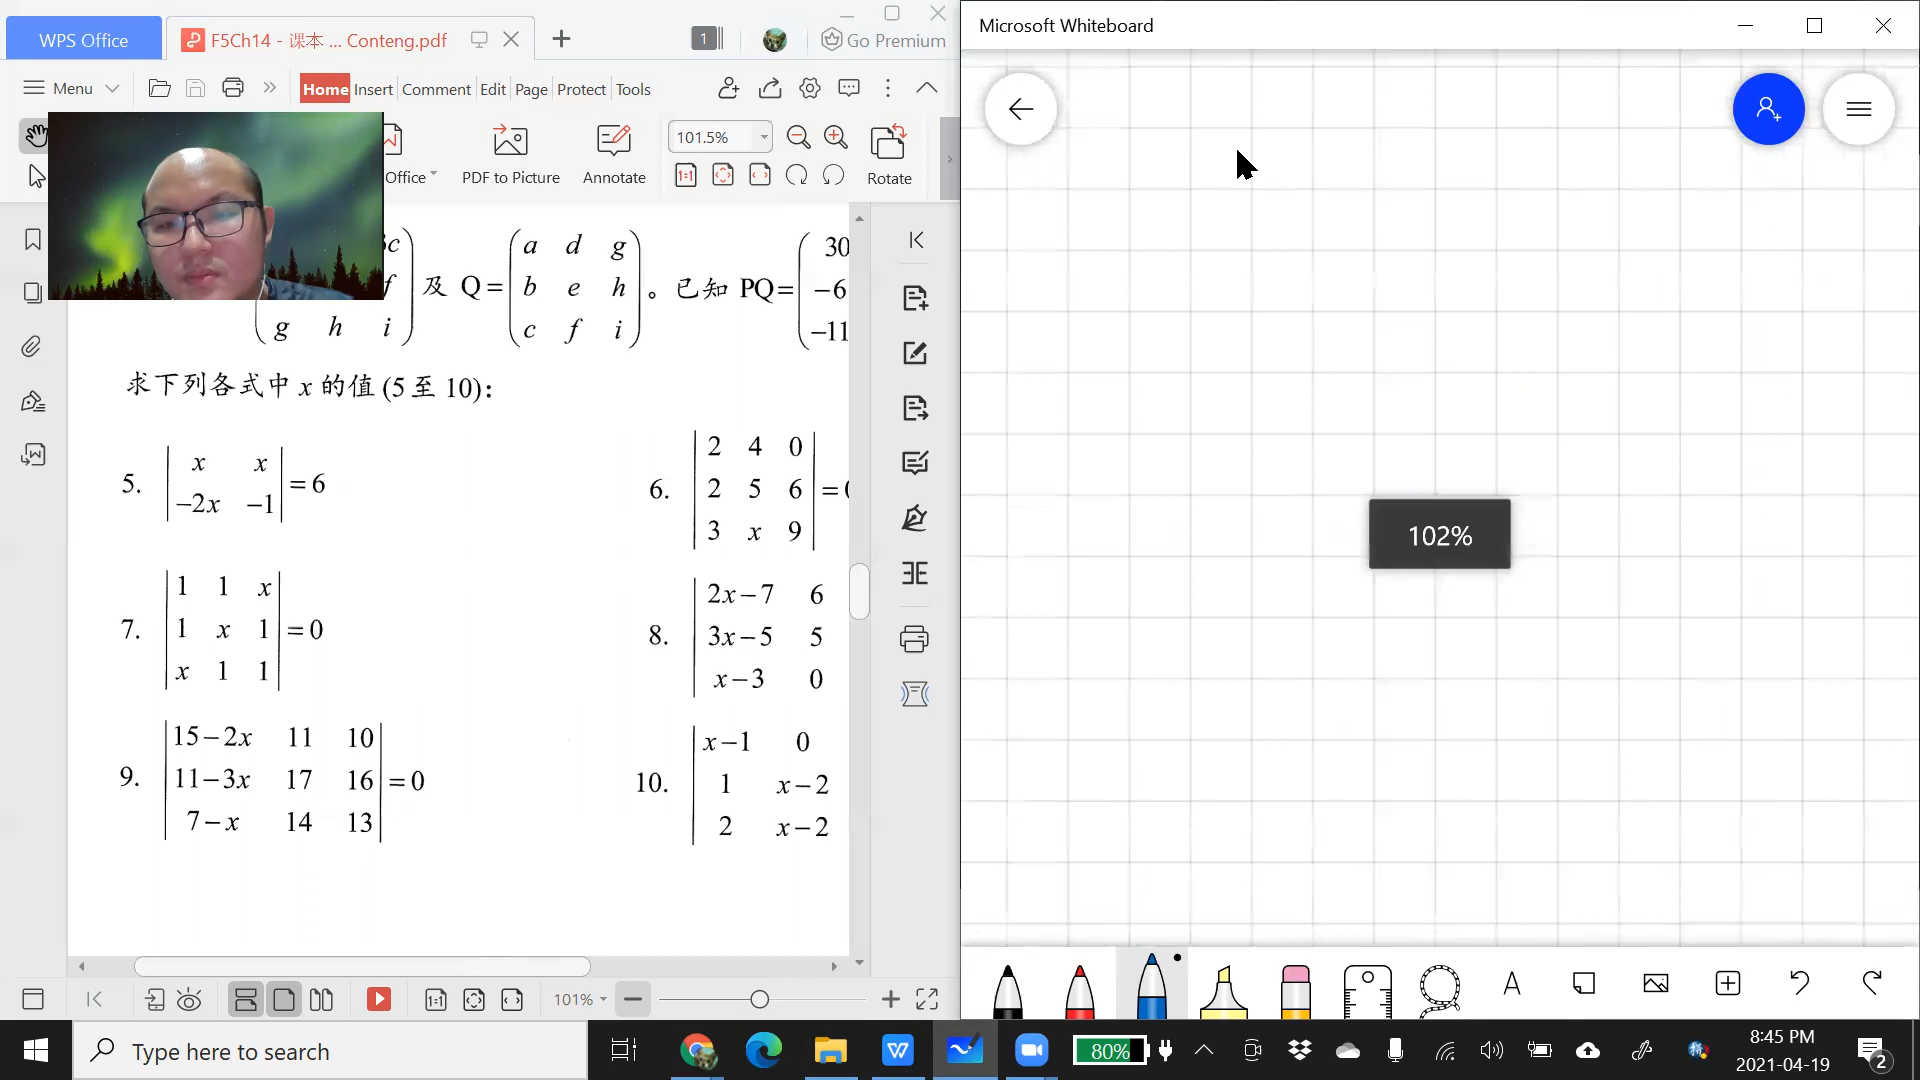 WPS Office
F5Ch14 - 课本 ... Conteng.pdf
1
Go Premium
Menu
Home Insert Comment Edit Page Protect Tools
Office
PDF to Picture
Annotate
101.5%
Rotate
3c
f
g h i
及 Q=
a d g
b e h
c f i
。已知 PQ=
30
−6
−11
求下列各式中 x 的值 (5 至 10):
5.
x x
−2x −1
=6
6.
2 4 0
2 5 6
3 x 9
=
7.
1 1 x
1 x 1
x 1 1
=0
8.
2x−7 6
3x−5 5
x−3 0
9.
15−2x 11 10
11−3x 17 16
7−x 14 13
=0
10.
x−1 0
1 x−2
2 x−2
101%
Microsoft Whiteboard
102%
Type here to search
80%
8:45 PM
2021-04-19
2